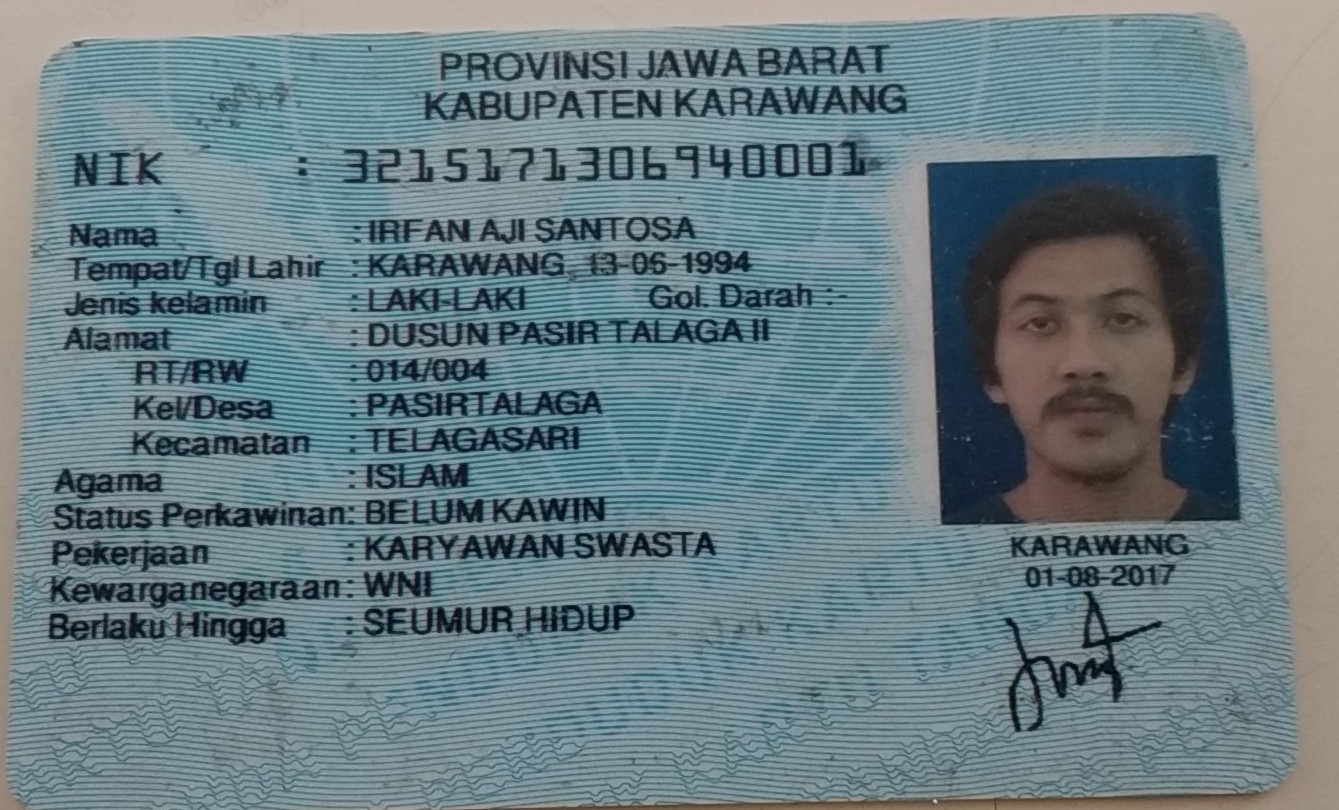 PROVINSI JAWA BARAT
KABUPATEN KARAWANG
NIK : 3215171306940001
Nama : IRFAN AJI SANTOSA
Tempat/Tgl Lahir : KARAWANG, 13-06-1994
Jenis kelamin : LAKI-LAKI Gol. Darah :-
Alamat : DUSUN PASIR TALAGA II
RT/RW : 014/004
Kel/Desa : PASIRTALAGA
Kecamatan : TELAGASARI
Agama : ISLAM
Status Perkawinan: BELUM KAWIN
Pekerjaan : KARYAWAN SWASTA
Kewarganegaraan: WNI
Berlaku Hingga : SEUMUR HIDUP
KARAWANG
01-08-2017